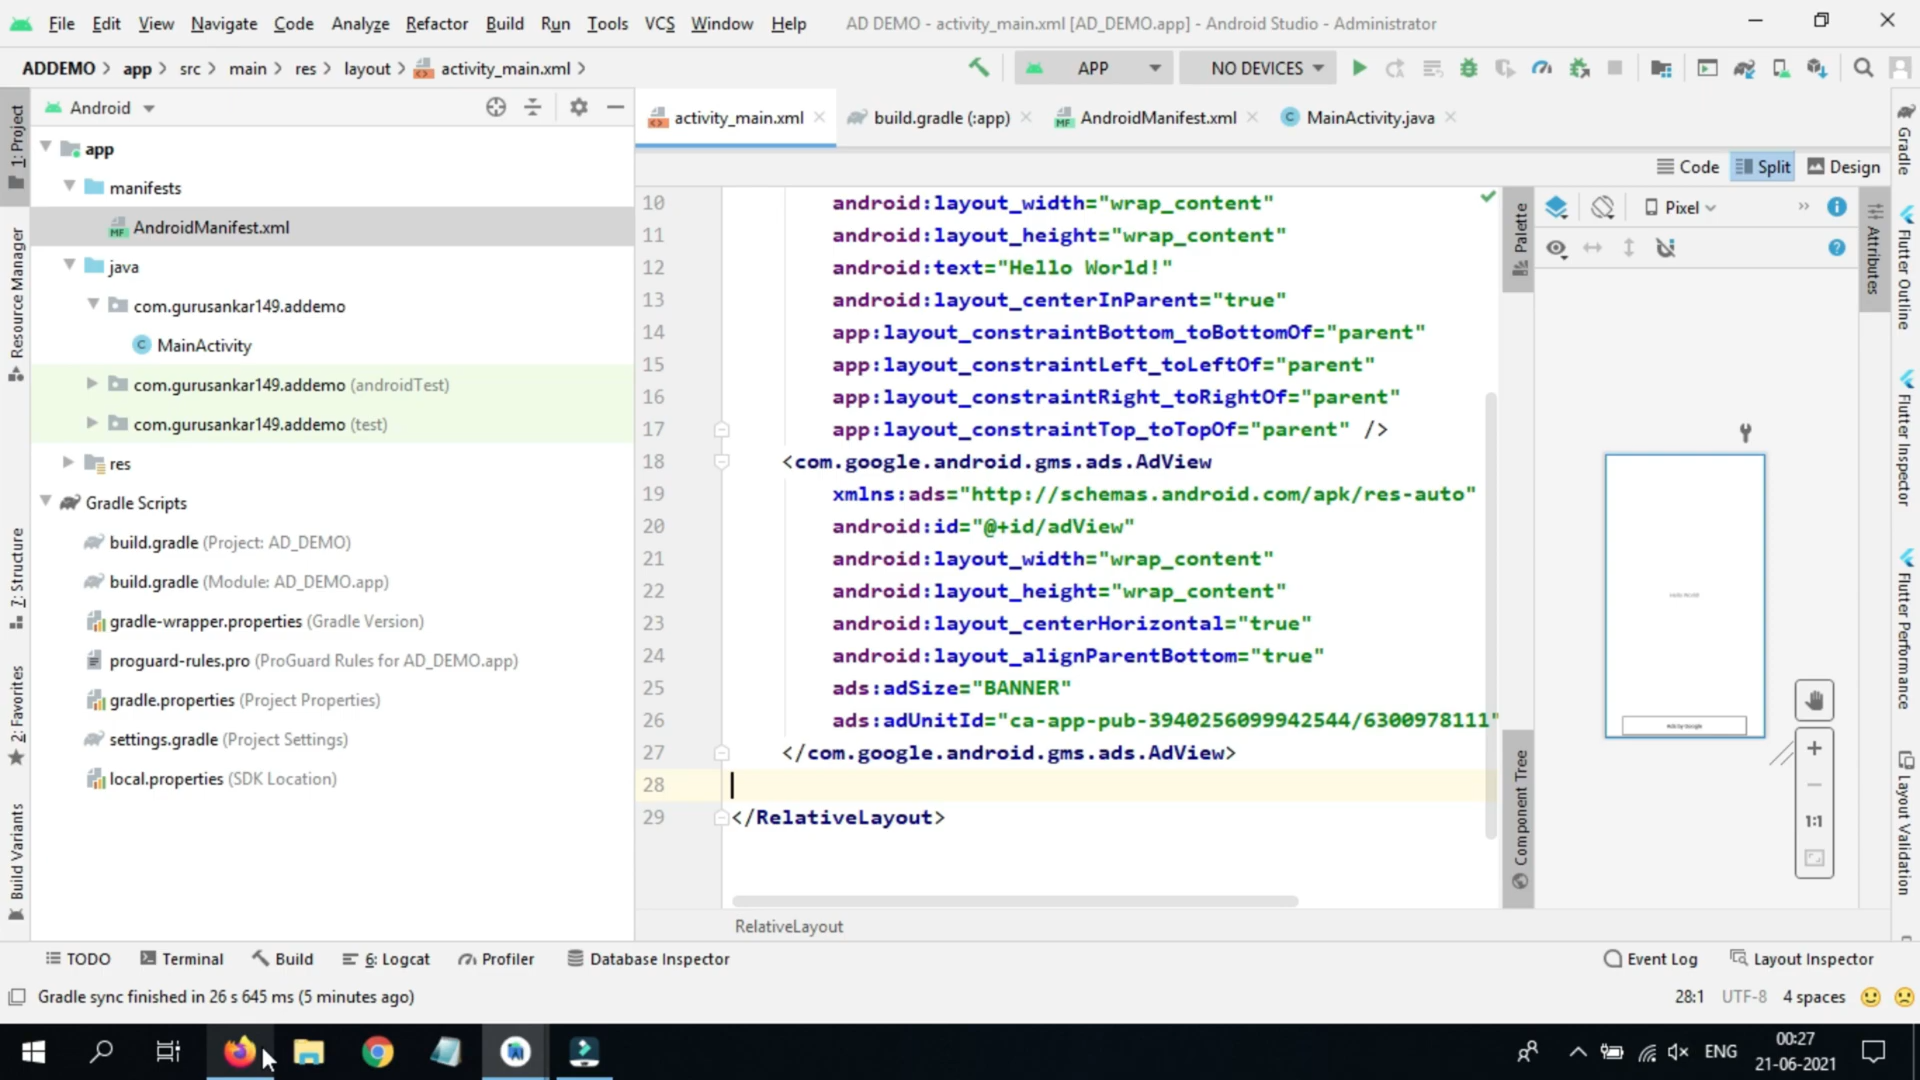 File Edit View Navigate Code Analyze Refactor Build Run Tools VCS Window Help AD DEMO - activity_main.xml [AD_DEMO.app] - Android Studio - Administrator
ADDEMO app src main res layout activity_main.xml APP NO DEVICES
Android
activity_main.xml build.gradle (:app) AndroidManifest.xml MainActivity.java
Code Split Design
Pixel
1: Project
Resource Manager
7: Structure
2: Favorites
Build Variants
app
manifests
AndroidManifest.xml
java
com.gurusankar149.addemo
MainActivity
com.gurusankar149.addemo (androidTest)
com.gurusankar149.addemo (test)
res
Gradle Scripts
build.gradle (Project: AD_DEMO)
build.gradle (Module: AD_DEMO.app)
gradle-wrapper.properties (Gradle Version)
proguard-rules.pro (ProGuard Rules for AD_DEMO.app)
gradle.properties (Project Properties)
settings.gradle (Project Settings)
local.properties (SDK Location)
10 android:layout_width="wrap_content"
11 android:layout_height="wrap_content"
12 android:text="Hello World!"
13 android:layout_centerInParent="true"
14 app:layout_constraintBottom_toBottomOf="parent"
15 app:layout_constraintLeft_toLeftOf="parent"
16 app:layout_constraintRight_toRightOf="parent"
17 app:layout_constraintTop_toTopOf="parent" />
18 <com.google.android.gms.ads.AdView
19 xmlns:ads="http://schemas.android.com/apk/res-auto"
20 android:id="@+id/adView"
21 android:layout_width="wrap_content"
22 android:layout_height="wrap_content"
23 android:layout_centerHorizontal="true"
24 android:layout_alignParentBottom="true"
25 ads:adSize="BANNER"
26 ads:adUnitId="ca-app-pub-3940256099942544/6300978111"
27 </com.google.android.gms.ads.AdView>
28
29 </RelativeLayout>
RelativeLayout
Palette
Component Tree
Hello World!
Ads by Google
1:1
Attributes
Gradle
Flutter Outline
Flutter Inspector
Flutter Performance
Layout Validation
TODO Terminal Build 6: Logcat Profiler Database Inspector Event Log Layout Inspector
Gradle sync finished in 26 s 645 ms (5 minutes ago) 28:1 UTF-8 4 spaces
ENG 00:27
21-06-2021